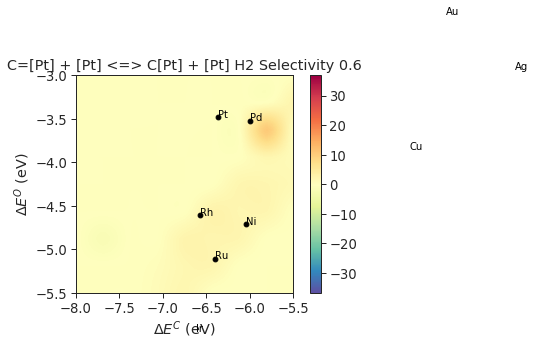 Au
C=[Pt] + [Pt] <=> C[Pt] + [Pt] H2 Selectivity 0.6
Ag
−3.0
−3.5
−4.0
−4.5
−5.0
−5.5
ΔE^O (eV)
Pt
Pd
Rh
Ni
Ru
Cu
30
20
10
0
−10
−20
−30
−8.0 −7.5 −7.0 −6.5 −6.0 −5.5
ΔE^C (eV)